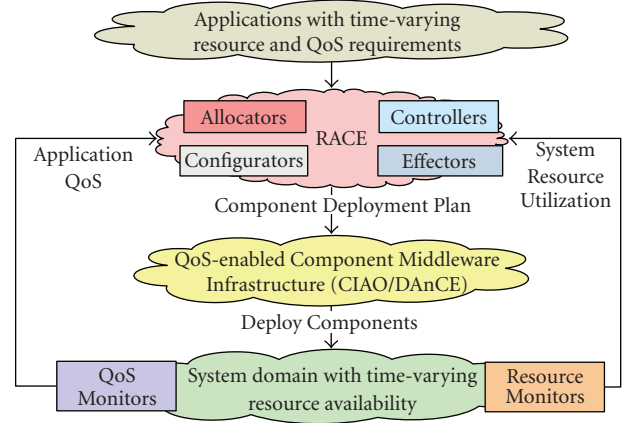 Applications with time-varying
resource and QoS requirements
Allocators
Controllers
RACE
Configurators
Effectors
Application
QoS
System
Resource
Utilization
Component Deployment Plan
QoS-enabled Component Middleware
Infrastructure (CIAO/DAnCE)
Deploy Components
QoS
Monitors
System domain with time-varying
resource availability
Resource
Monitors